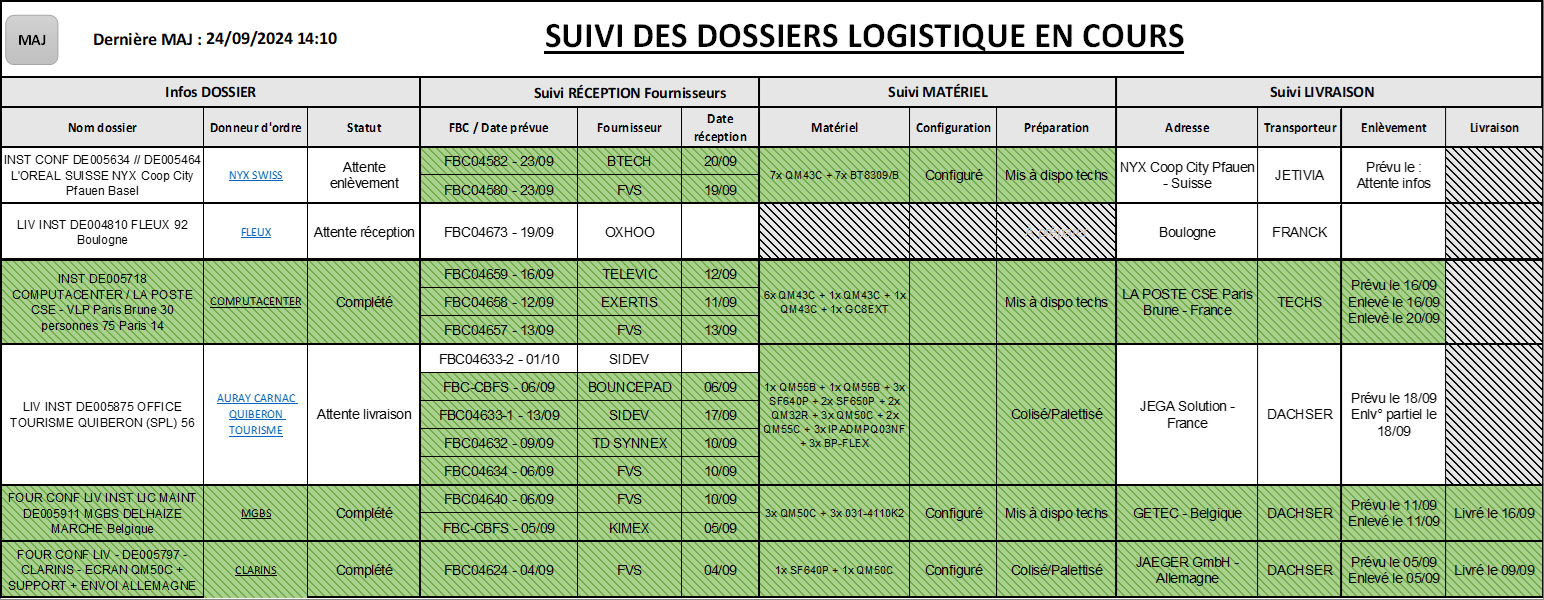 MAJ
Dernière MAJ : 24/09/2024 14:10
SUIVI DES DOSSIERS LOGISTIQUE EN COURS
Infos DOSSIER
Suivi RÉCEPTION Fournisseurs
Suivi MATÉRIEL
Suivi LIVRAISON
Nom dossier
Donneur d'ordre
Statut
FBC / Date prévue
Fournisseur
Date
réception
Matériel
Configuration
Préparation
Adresse
Transporteur
Enlèvement
Livraison
INST CONF DE005634 // DE005464
L'OREAL SUISSE NYX Coop City
Pfauen Basel
NYX SWISS
Attente
enlèvement
FBC04582 - 23/09
BTECH
20/09
FBC04580 - 23/09
FVS
19/09
7x QM43C + 7x BT8309/B
Configuré
Mis à dispo techs
NYX Coop City Pfauen
- Suisse
JETIVIA
Prévu le :
Attente infos
LIV INST DE004810 FLEUX 92
Boulogne
FLEUX
Attente réception
FBC04673 - 19/09
OXHOO
Boulogne
FRANCK
INST DE005718
COMPUTACENTER / LA POSTE
CSE - VLP Paris Brune 30
personnes 75 Paris 14
COMPUTACENTER
Complété
FBC04659 - 16/09
TELEVIC
12/09
FBC04658 - 12/09
EXERTIS
11/09
FBC04657 - 13/09
FVS
13/09
6x QM43C + 1x QM43C + 1x
QM43C + 1x GC8EXT
Mis à dispo techs
LA POSTE CSE Paris
Brune - France
TECHS
Prévu le 16/09
Enlevé le 16/09
Enlevé le 20/09
LIV INST DE005875 OFFICE
TOURISME QUIBERON (SPL) 56
AURAY CARNAC
QUIBERON
TOURISME
Attente livraison
FBC04633-2 - 01/10
SIDEV
FBC-CBFS - 06/09
BOUNCEPAD
06/09
FBC04633-1 - 13/09
SIDEV
17/09
FBC04632 - 09/09
TD SYNNEX
10/09
FBC04634 - 06/09
FVS
10/09
1x QM55B + 1x QM55B + 3x
SF640P + 2x SF650P + 2x
QM32R + 3x QM50C + 2x
QM55C + 3x IPADMPQ03NF
+ 3x BP-FLEX
Colisé/Palettisé
JEGA Solution -
France
DACHSER
Prévu le 18/09
Enlv° partiel le
18/09
FOUR CONF LIV INST LIC MAINT
DE005911 MGBS DELHAIZE
MARCHE Belgique
MGBS
Complété
FBC04640 - 06/09
FVS
10/09
FBC-CBFS - 05/09
KIMEX
05/09
3x QM50C + 3x 031-4110K2
Configuré
Mis à dispo techs
GETEC - Belgique
DACHSER
Prévu le 11/09
Enlevé le 11/09
Livré le 16/09
FOUR CONF LIV - DE005797 -
CLARINS - ECRAN QM50C +
SUPPORT + ENVOI ALLEMAGNE
CLARINS
Complété
FBC04624 - 04/09
FVS
04/09
1x SF640P + 1x QM50C
Configuré
Colisé/Palettisé
JAEGER GmbH -
Allemagne
DACHSER
Prévu le 05/09
Enlevé le 05/09
Livré le 09/09